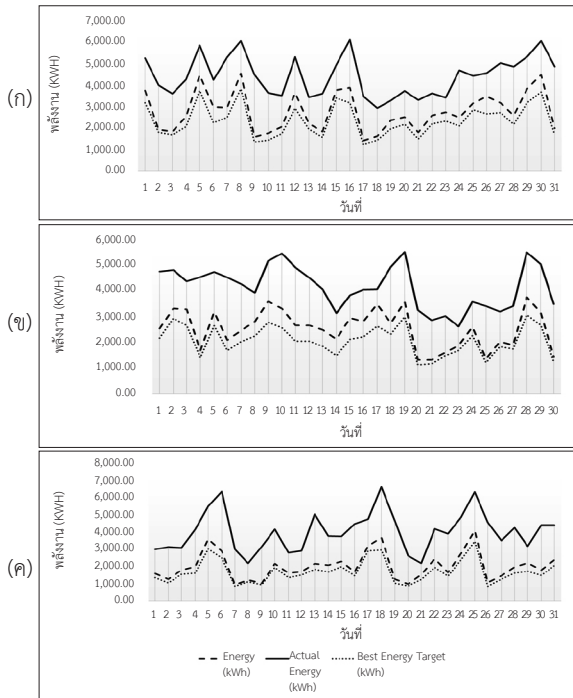 (ก)
พลังงาน (KWH)
7,000.00
6,000.00
5,000.00
4,000.00
3,000.00
2,000.00
1,000.00
0.00
1 2 3 4 5 6 7 8 9 10 11 12 13 14 15 16 17 18 19 20 21 22 23 24 25 26 27 28 29 30 31
วันที่
(ข)
พลังงาน (KWH)
6,000.00
5,000.00
4,000.00
3,000.00
2,000.00
1,000.00
0.00
1 2 3 4 5 6 7 8 9 10 11 12 13 14 15 16 17 18 19 20 21 22 23 24 25 26 27 28 29 30
วันที่
(ค)
พลังงาน (KWH)
8,000.00
7,000.00
6,000.00
5,000.00
4,000.00
3,000.00
2,000.00
1,000.00
0.00
1 2 3 4 5 6 7 8 9 10 11 12 13 14 15 16 17 18 19 20 21 22 23 24 25 26 27 28 29 30 31
วันที่
Energy
(kWh)
Actual
Energy
(kWh)
Best Energy Target
(kWh)